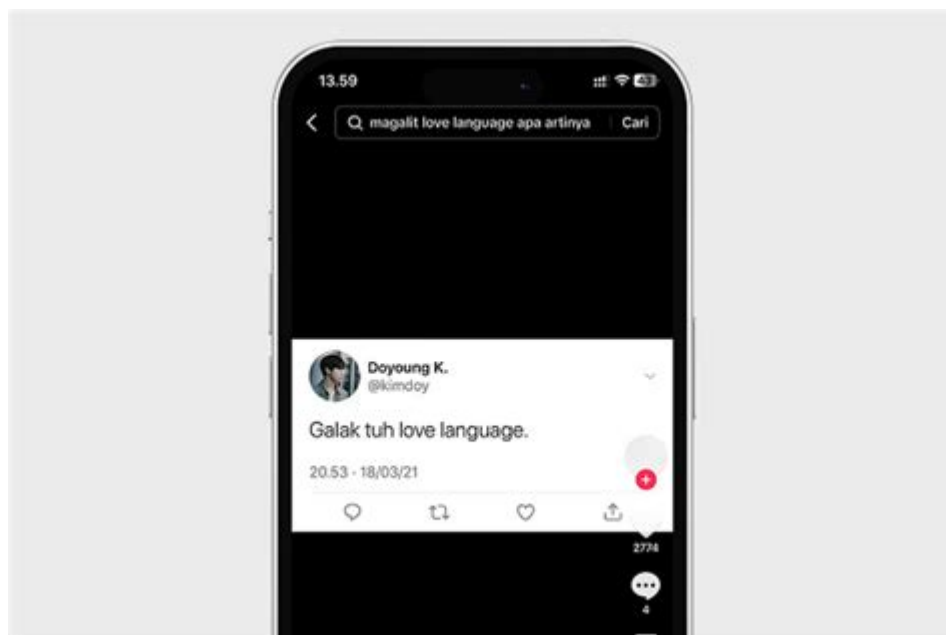 13.59
43
magalit love language apa artinya
Cari
Doyoung K.
@kimdoy
Galak tuh love language.
20.53 - 18/03/21
2774
4